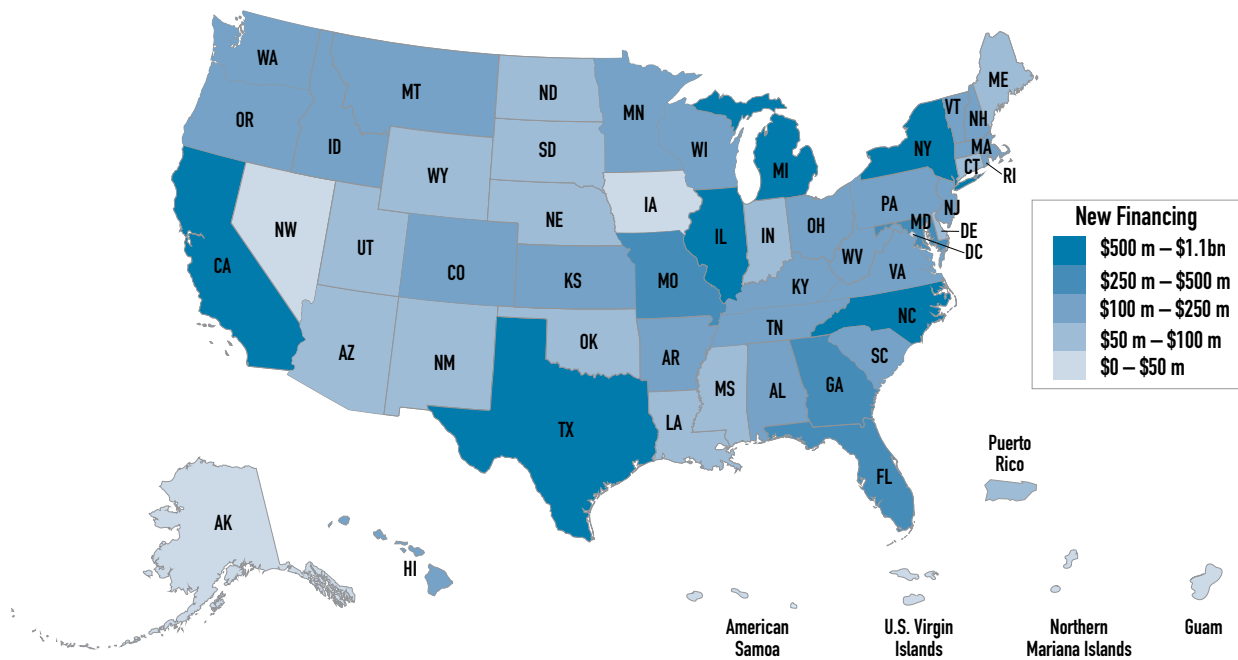 WA
MT
ND
MN
ME
VT
NH
OR
ID
SD
WI
NY
MA
CT
RI
WY
MI
IA
NE
PA
NJ
NW
UT
IL
IN
OH
MD
DE
DC
CA
CO
KS
MO
WV
VA
KY
NC
TN
AZ
NM
OK
AR
SC
MS
AL
GA
TX
LA
FL
AK
HI
New Financing
$500 m – $1.1bn
$250 m – $500 m
$100 m – $250 m
$50 m – $100 m
$0 – $50 m
Puerto
Rico
American
Samoa
U.S. Virgin
Islands
Northern
Mariana Islands
Guam